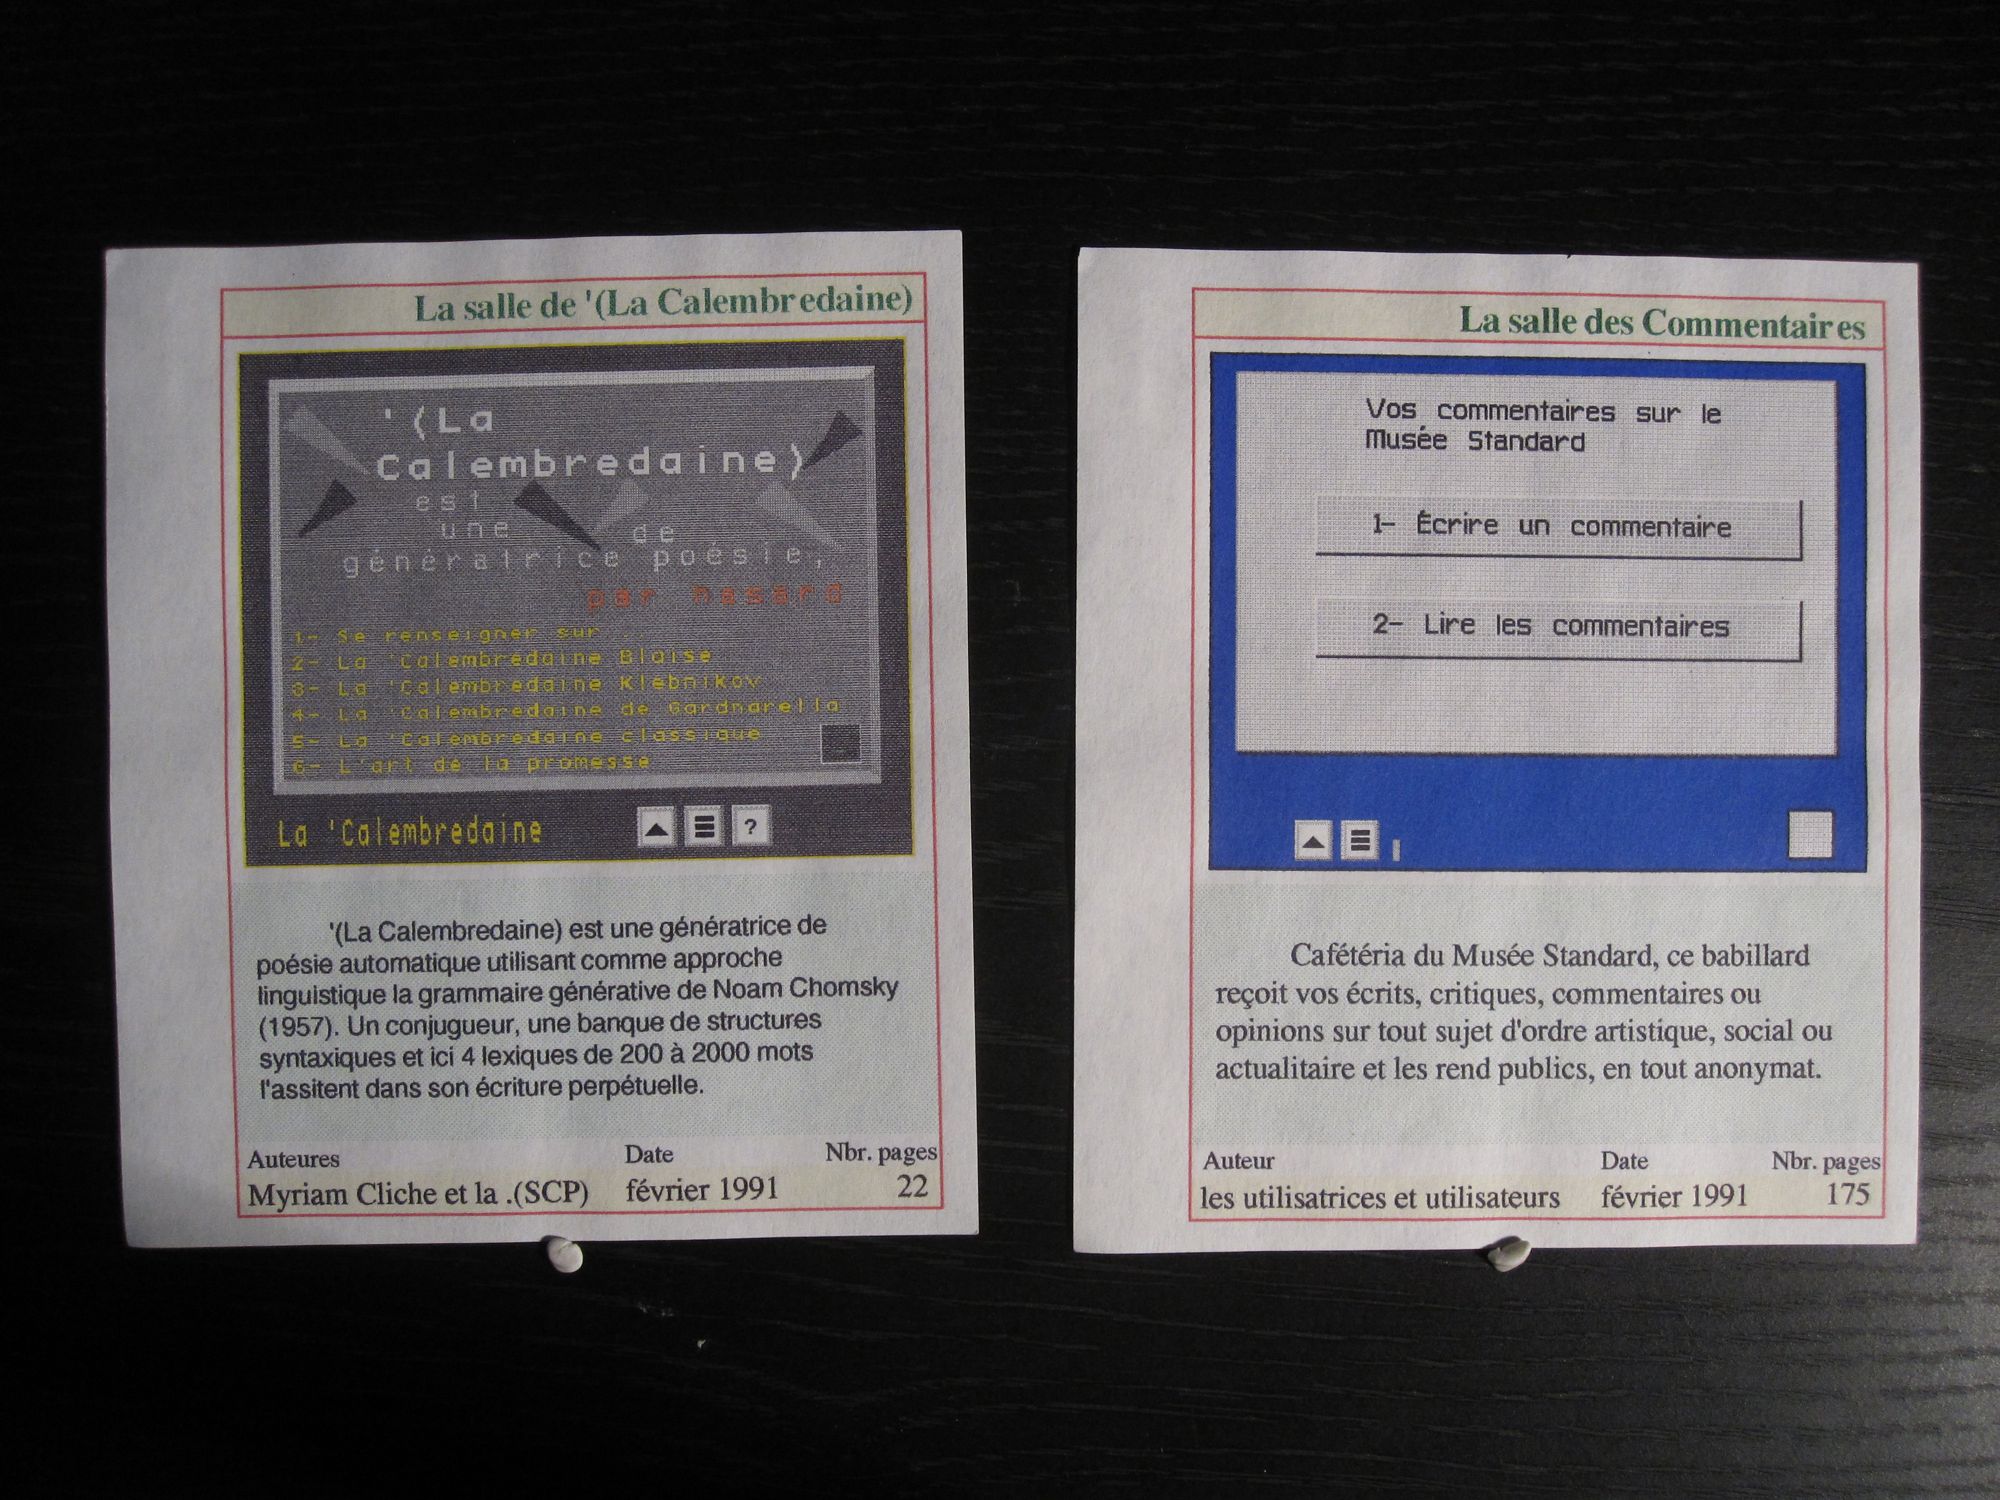 La salle de '(La Calembredaine)
'(La
Calembredaine)
est
une de
génératrice poésie,
par hasard
1- Se renseigner sur...
2- La 'Calembredaine Blaise
3- La 'Calembredaine Klebnikov
4- La 'Calembredaine de Gardnarella
5- La 'Calembredaine classique
6- L'art de la promesse
La 'Calembredaine
?
'(La Calembredaine) est une génératrice de
poésie automatique utilisant comme approche
linguistique la grammaire générative de Noam Chomsky
(1957). Un conjugueur, une banque de structures
syntaxiques et ici 4 lexiques de 200 à 2000 mots
l'assitent dans son écriture perpétuelle.
Auteures Date Nbr. pages
Myriam Cliche et la .(SCP) février 1991 22
La salle des Commentaires
Vos commentaires sur le
Musée Standard
1- Écrire un commentaire
2- Lire les commentaires
Cafétéria du Musée Standard, ce babillard
reçoit vos écrits, critiques, commentaires ou
opinions sur tout sujet d'ordre artistique, social ou
actualitaire et les rend publics, en tout anonymat.
Auteur Date Nbr. pages
les utilisatrices et utilisateurs février 1991 175